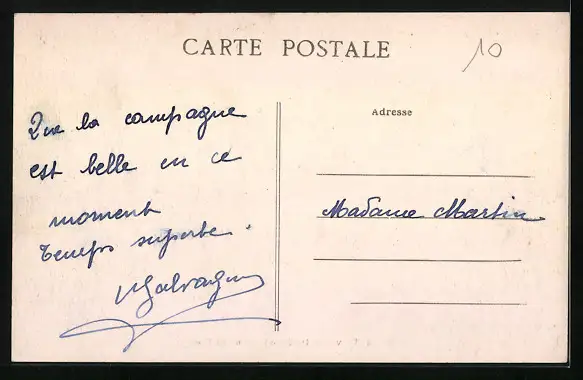 CARTE POSTALE
10
Adresse
Que la campagne
est belle en ce
moment
Temps superbe.
Madame Martin